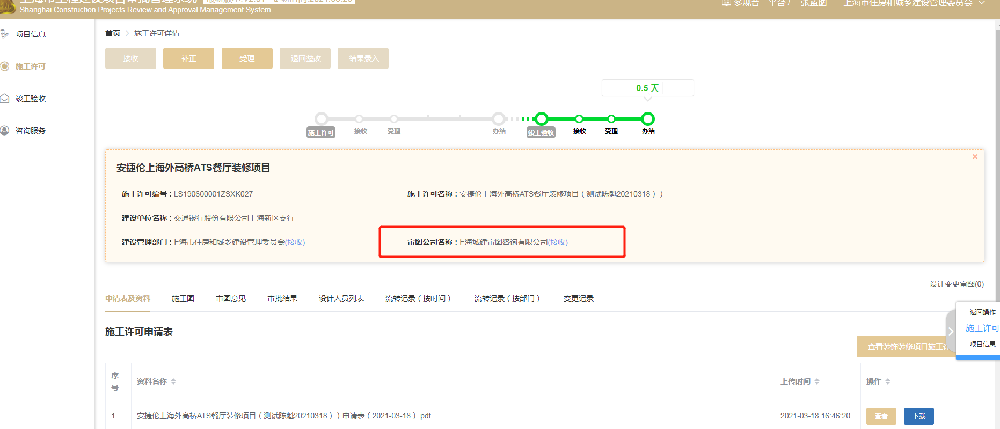 上海市工程建设项目审批管理系统
Shanghai Construction Projects Review and Approval Management System
多规合一平台 / 一张蓝图
上海市住房和城乡建设管理委员会
项目信息
施工许可
竣工验收
咨询服务
首页 > 施工许可详情
接收 补正 受理 退回整改 结果录入
0.5 天
施工许可 接收 受理 办结 竣工验收 接收 受理 办结
安捷伦上海外高桥ATS餐厅装修项目
施工许可编号 : LS190600001ZSXK027
施工许可名称 : 安捷伦上海外高桥ATS餐厅装修项目（测试陈魁20210318））
建设单位名称 : 交通银行股份有限公司上海新区支行
建设管理部门 :上海市住房和城乡建设管理委员会(接收)
审图公司名称 :上海城建审图咨询有限公司(接收)
设计变更审图(0)
申请表及资料 施工图 审图意见 审批结果 设计人员列表 流转记录（按时间） 流转记录（按部门） 变更记录
返回操作
施工许可
项目信息
施工许可申请表
查看装饰装修项目施工
序号 资料名称 上传时间 操作
1 安捷伦上海外高桥ATS餐厅装修项目（测试陈魁20210318））申请表（2021-03-18）.pdf 2021-03-18 16:46:20 查看 下载